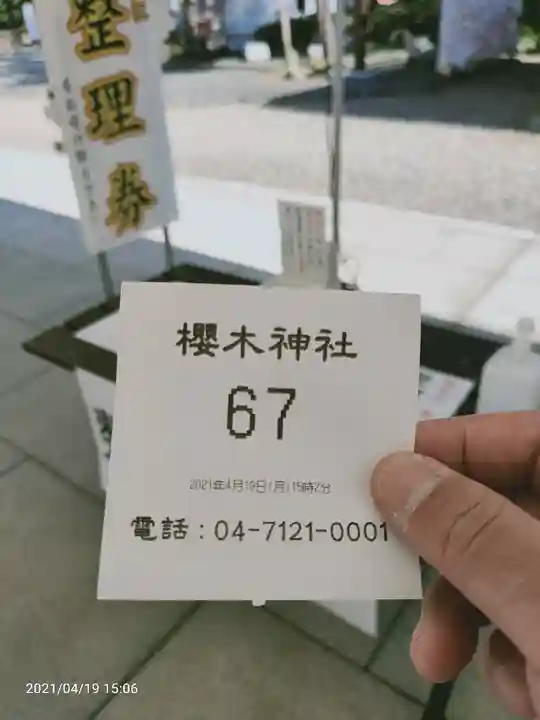 整理券
櫻木神社
67
2021年4月19日(月)15時2分
電話：04-7121-0001
2021/04/19 15:06